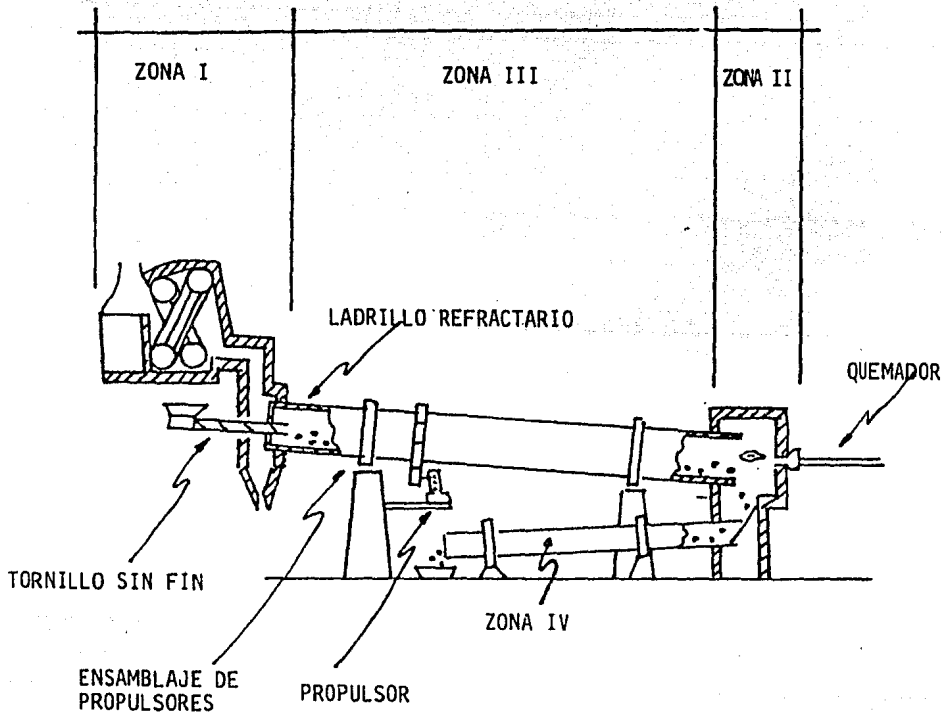 ZONA I
ZONA III
ZONA II
LADRILLO REFRACTARIO
QUEMADOR
TORNILLO SIN FIN
ZONA IV
ENSAMBLAJE DE
PROPULSORES
PROPULSOR